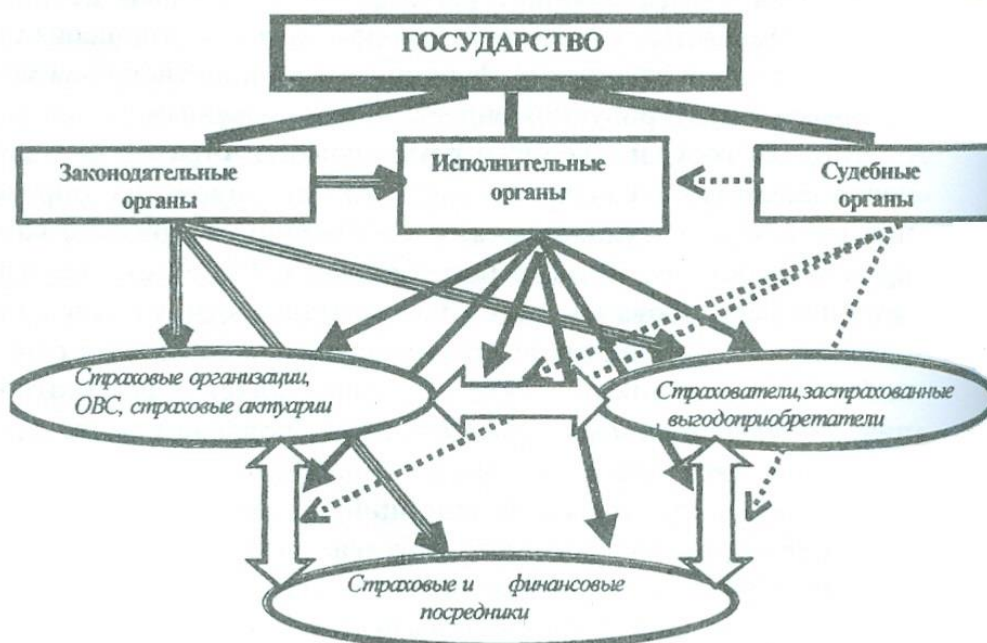 ГОСУДАРСТВО
Законодательные
органы
Исполнительные
органы
Судебные
органы
Страховые организации,
ОВС, страховые актуарии
Страхователи, застрахованные
выгодоприобретатели
Страховые и финансовые
посредники